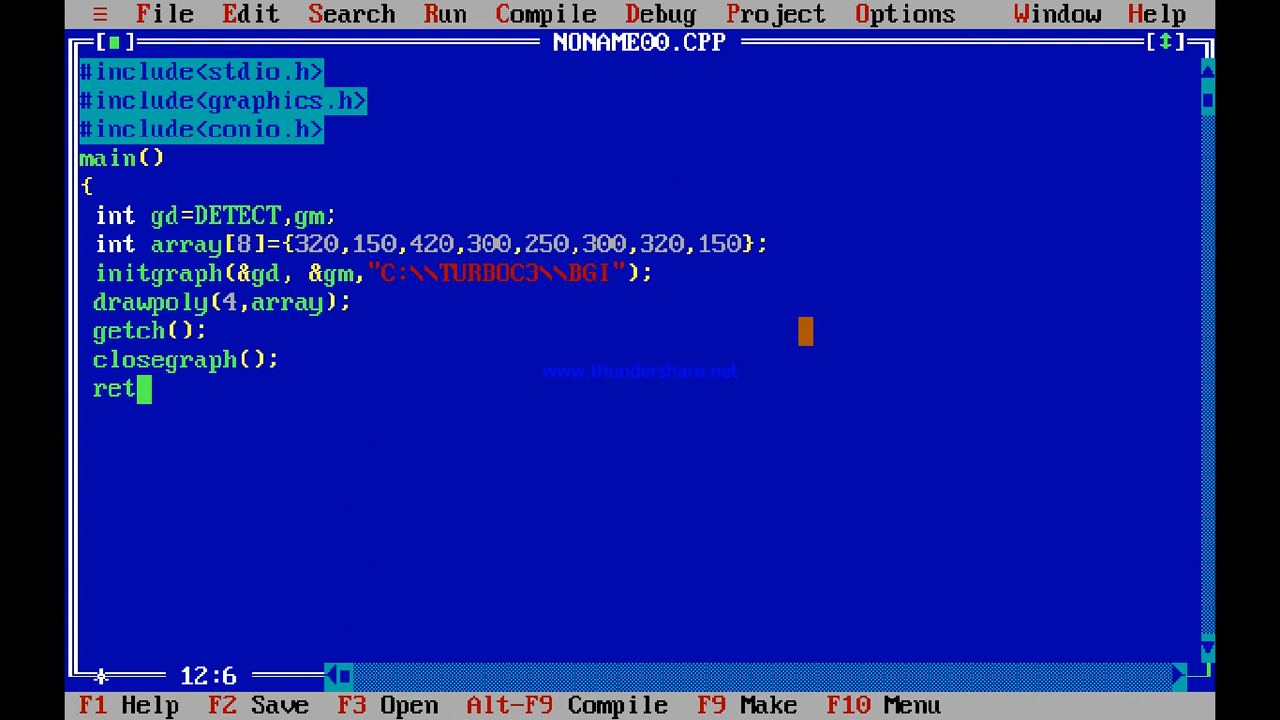 ≡ File Edit Search Run Compile Debug Project Options Window Help
[■] NONAME00.CPP [↕]
#include<stdio.h>
#include<graphics.h>
#include<conio.h>
main()
{
int gd=DETECT,gm;
int array[8]={320,150,420,300,250,300,320,150};
initgraph(&gd, &gm,"C:\\TURBOC3\\BGI");
drawpoly(4,array);
getch();
closegraph();
www.thundershare.net
ret
* 12:6
F1 Help F2 Save F3 Open Alt-F9 Compile F9 Make F10 Menu